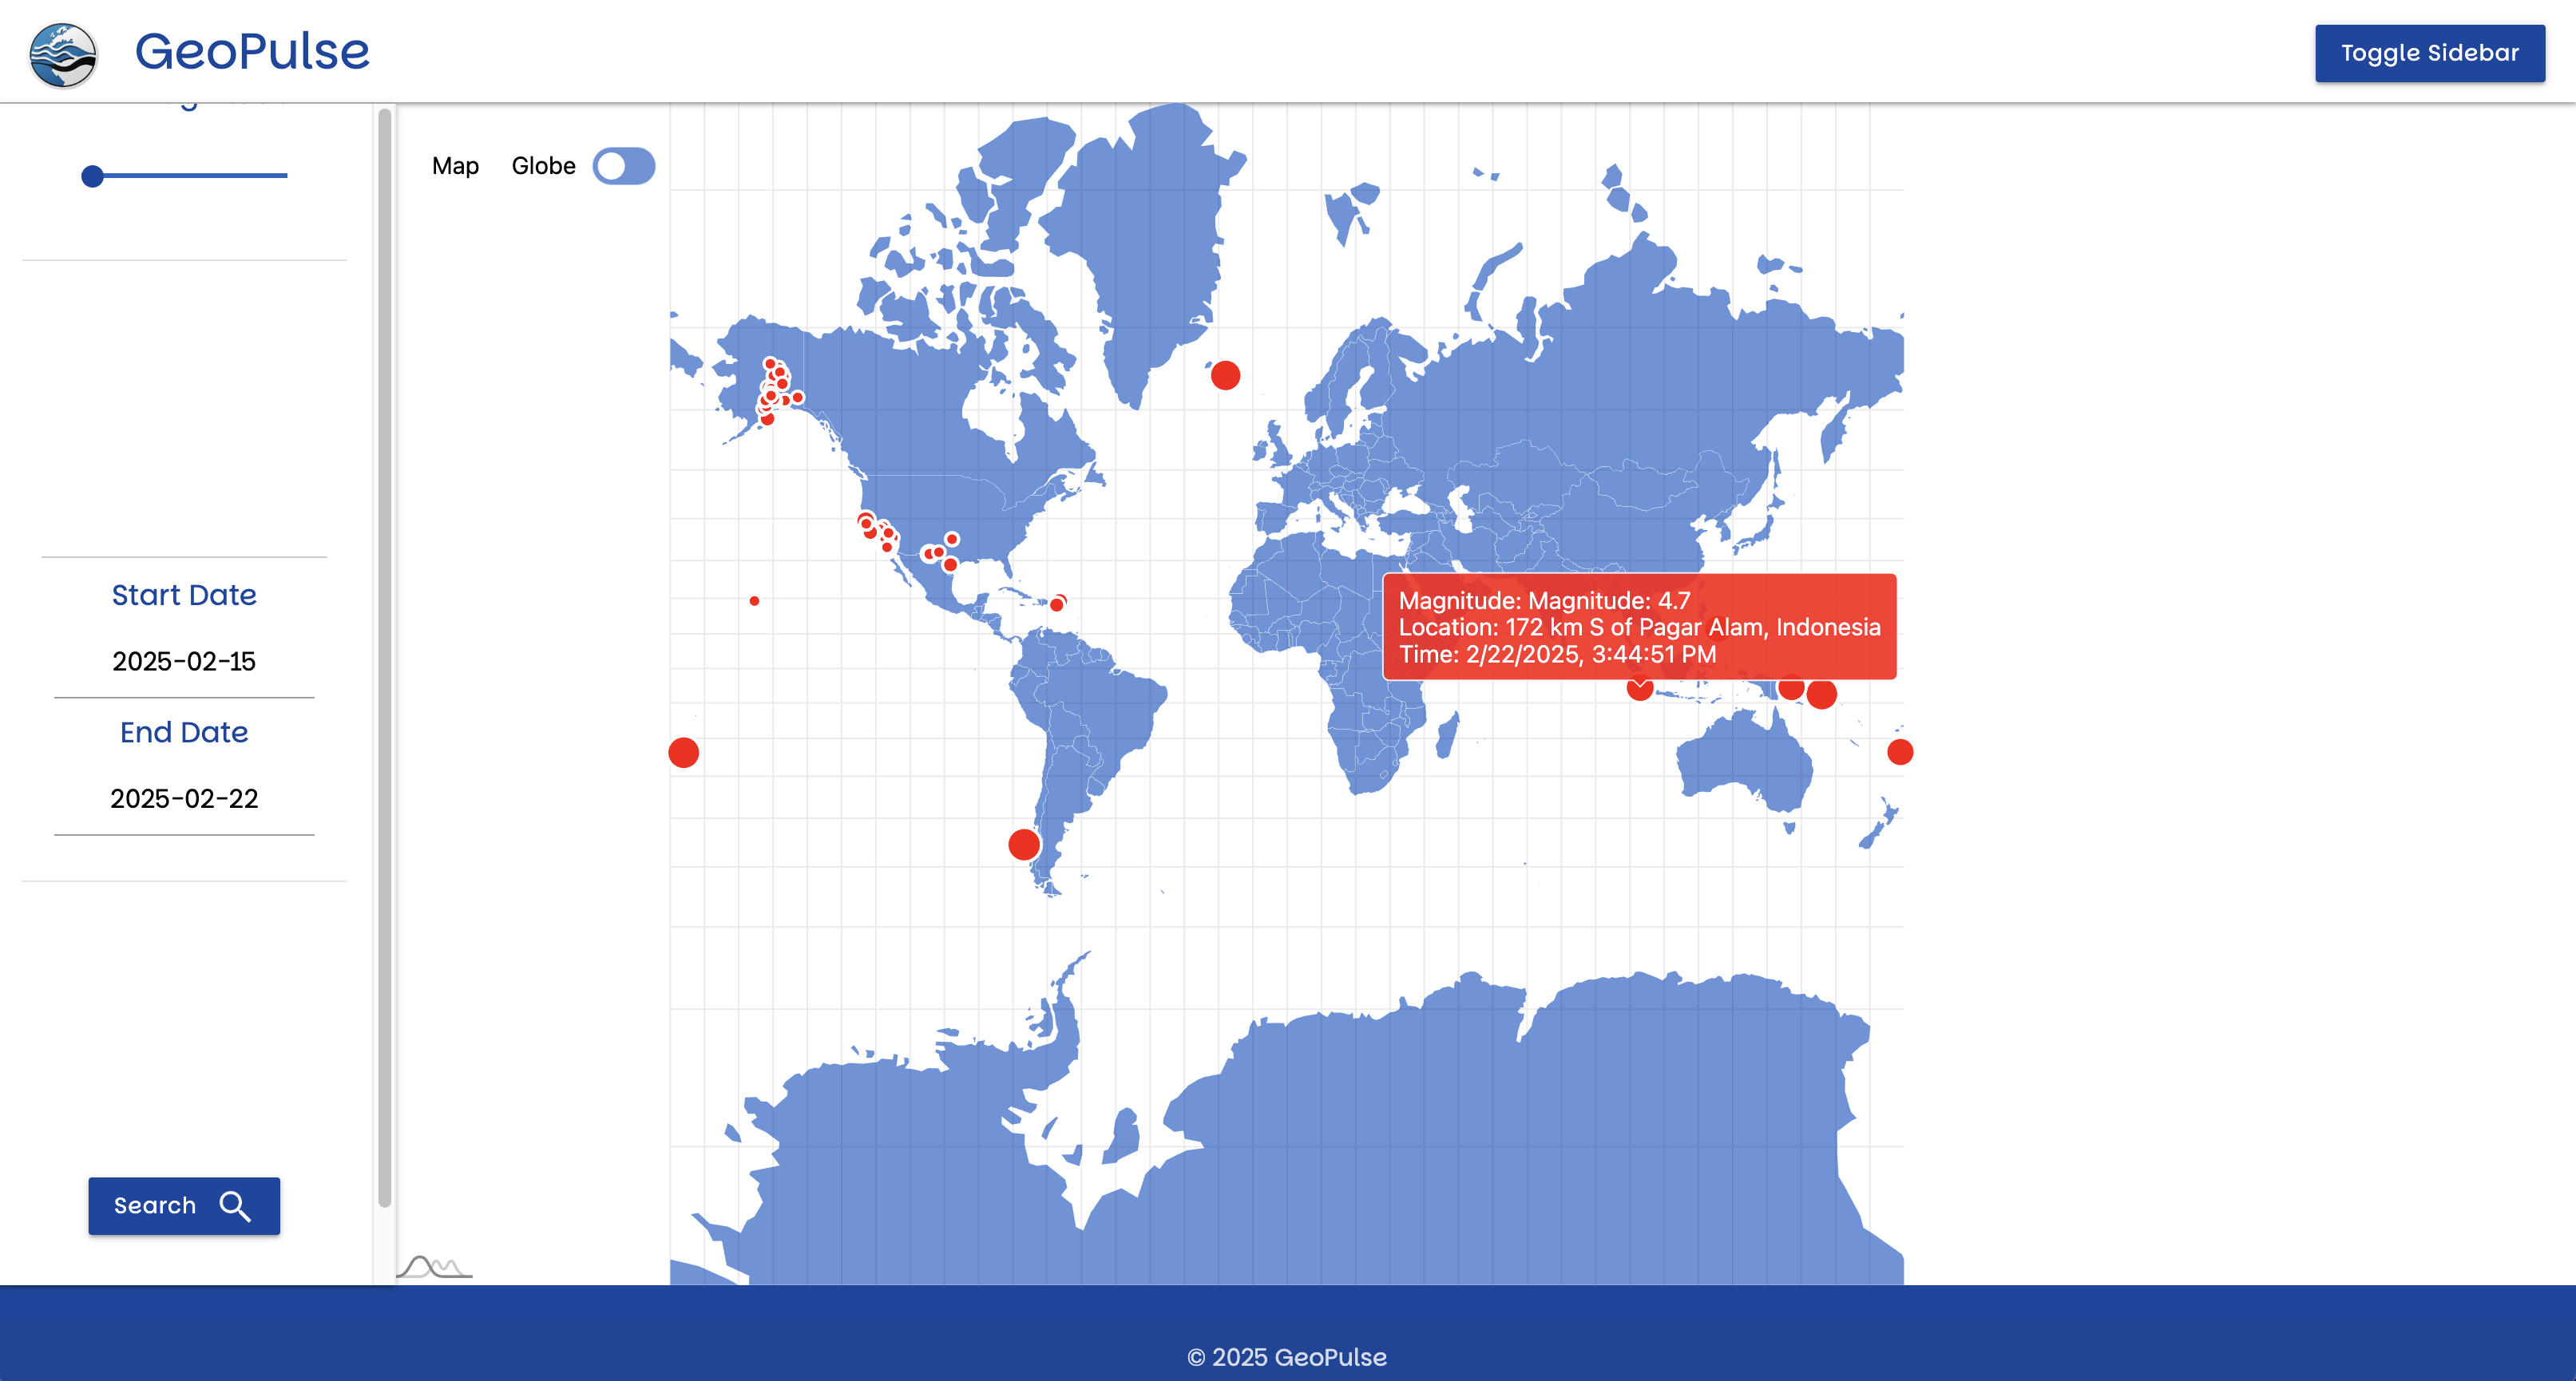 GeoPulse
Toggle Sidebar
Map Globe
Start Date
2025-02-15
End Date
2025-02-22
Search
Magnitude: Magnitude: 4.7
Location: 172 km S of Pagar Alam, Indonesia
Time: 2/22/2025, 3:44:51 PM
© 2025 GeoPulse